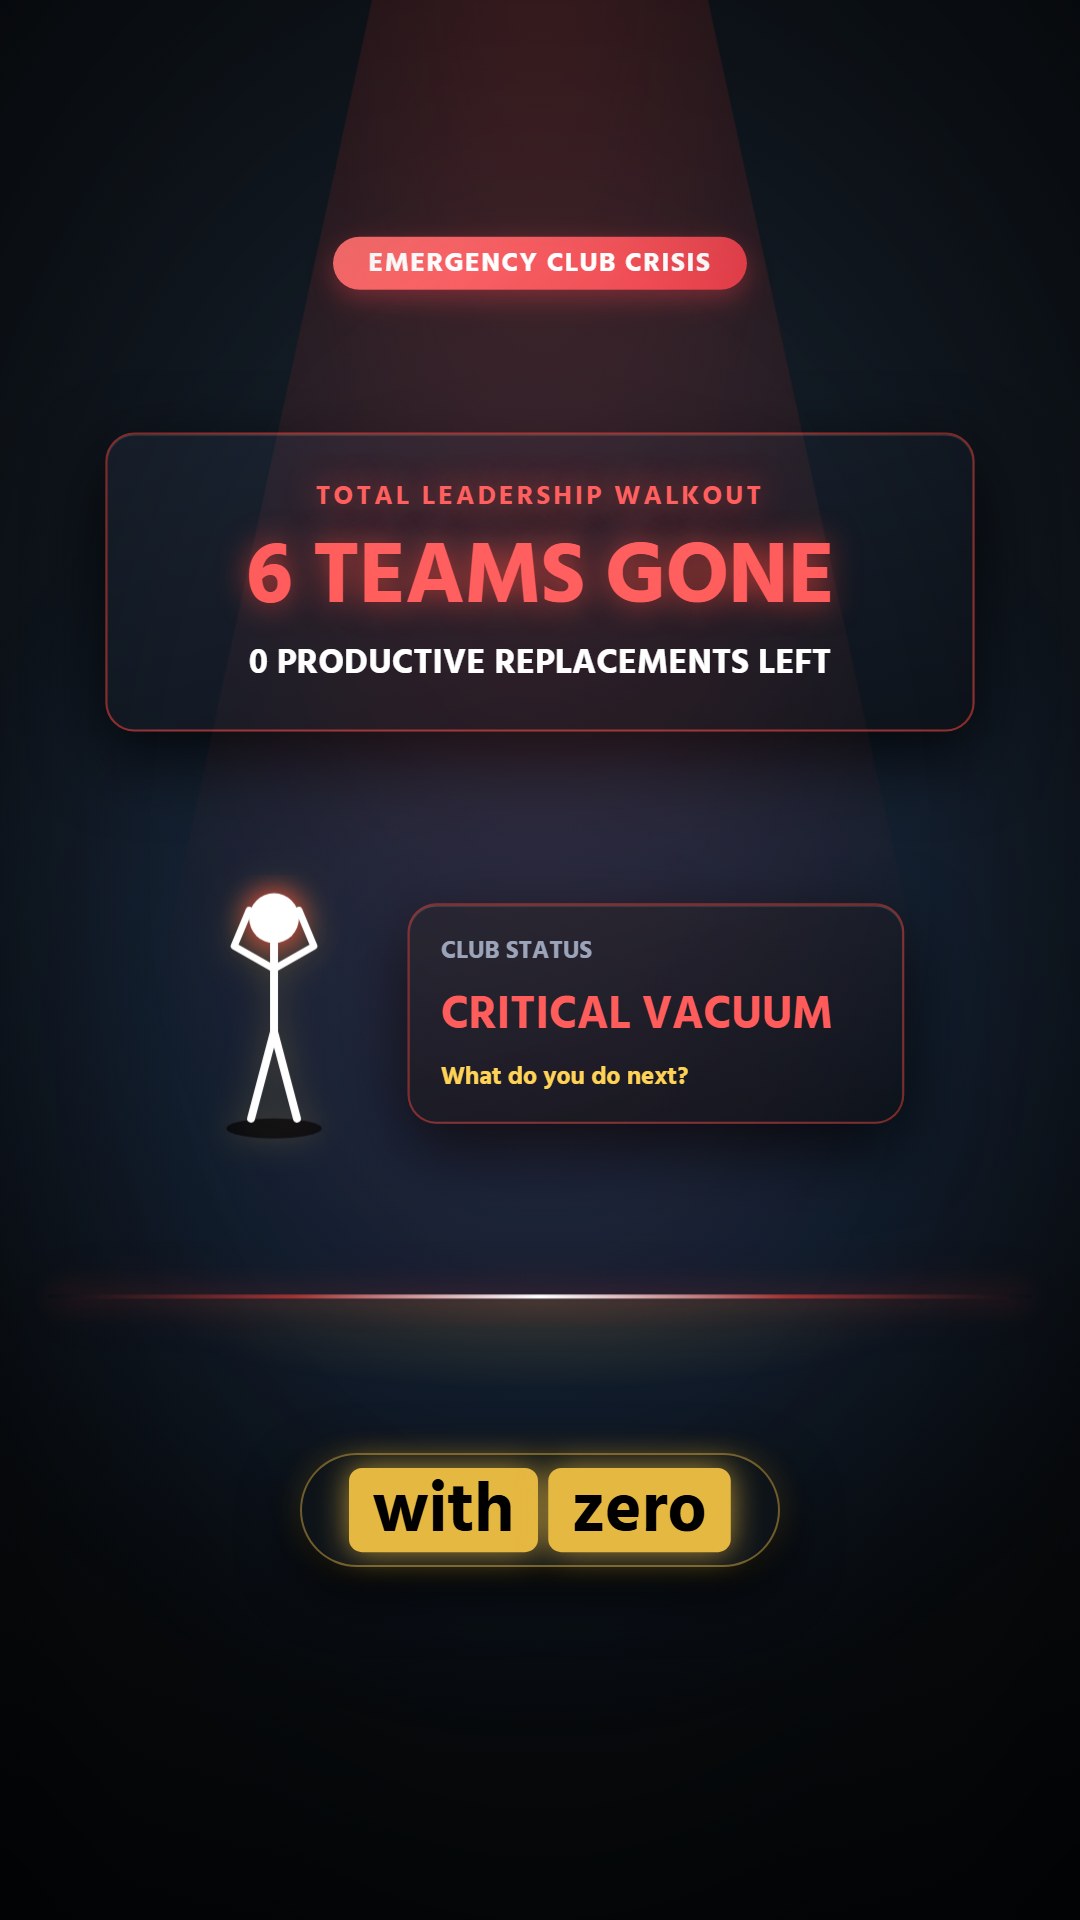 EMERGENCY CLUB CRISIS
TOTAL LEADERSHIP WALKOUT
6 TEAMS GONE
0 PRODUCTIVE REPLACEMENTS LEFT
CLUB STATUS
CRITICAL VACUUM
What do you do next?
with zero